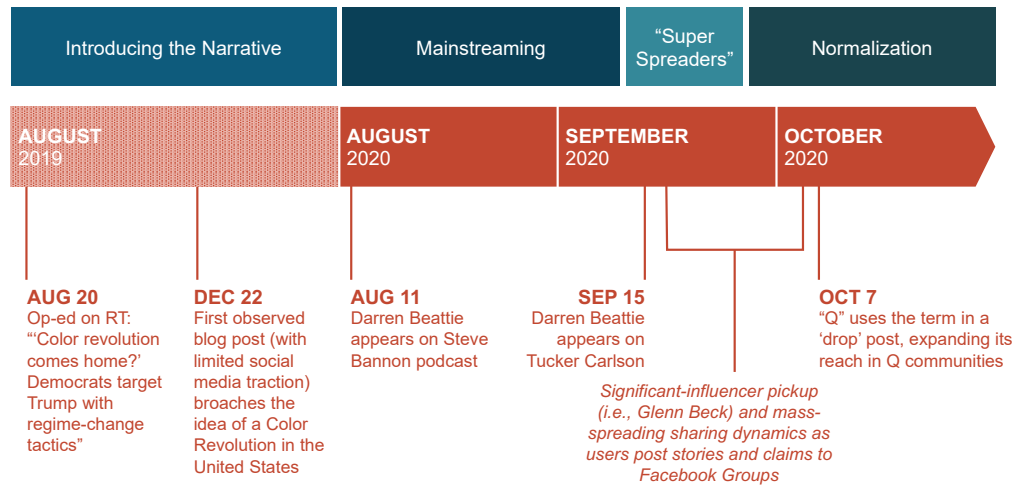 Introducing the Narrative
Mainstreaming
“Super
Spreaders”
Normalization
AUGUST
2019
AUGUST
2020
SEPTEMBER
2020
OCTOBER
2020
AUG 20
Op-ed on RT:
“‘Color revolution
comes home?’
Democrats target
Trump with
regime-change
tactics”
DEC 22
First observed
blog post (with
limited social
media traction)
broaches the
idea of a Color
Revolution in the
United States
AUG 11
Darren Beattie
appears on Steve
Bannon podcast
SEP 15
Darren Beattie
appears on
Tucker Carlson
Significant-influencer pickup
(i.e., Glenn Beck) and mass-
spreading sharing dynamics as
users post stories and claims to
Facebook Groups
OCT 7
“Q” uses the term in a
‘drop’ post, expanding its
reach in Q communities